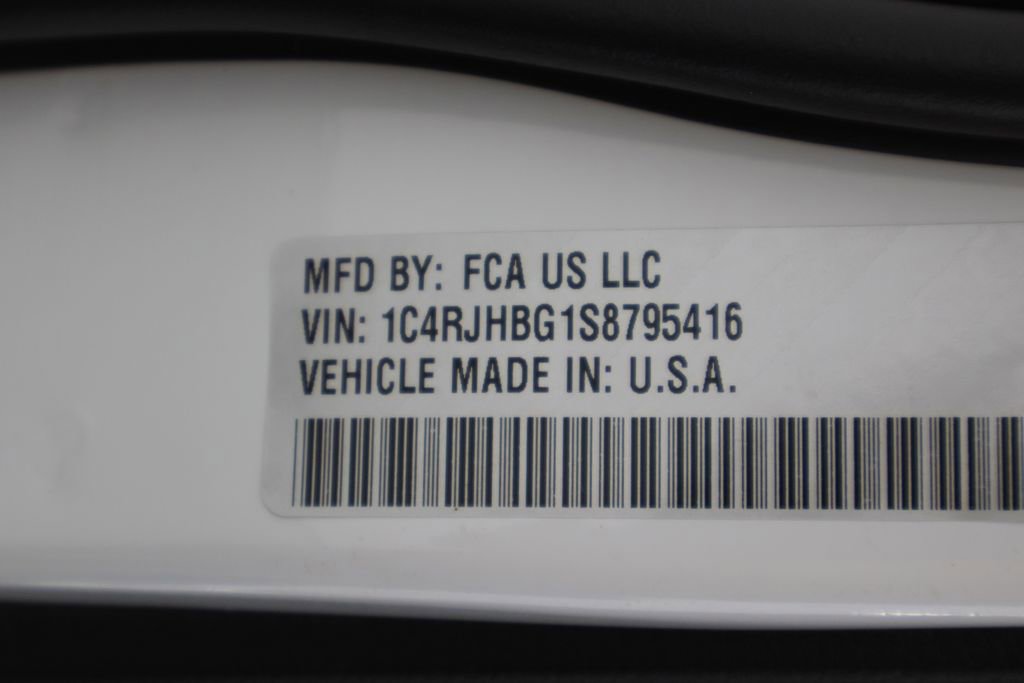 MFD BY: FCA US LLC
VIN: 1C4RJHBG1S8795416
VEHICLE MADE IN: U.S.A.